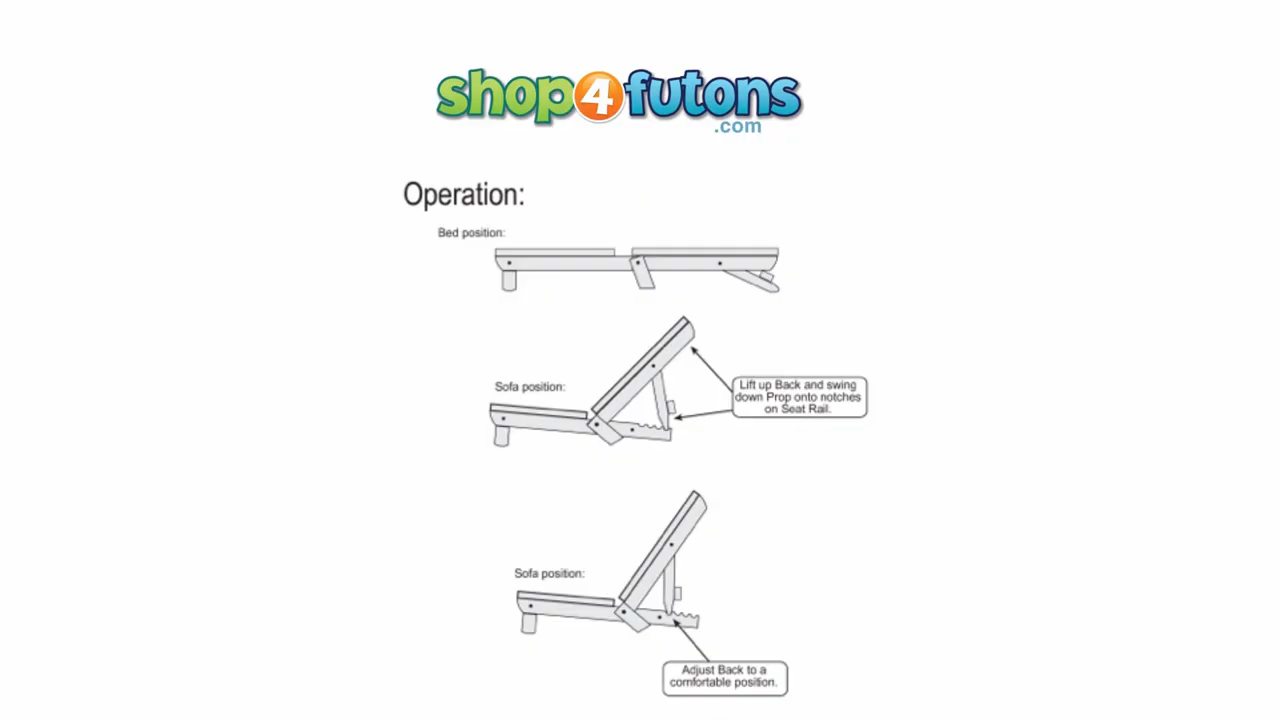 shop4futons
.com
Operation:
Bed position:
Sofa position:
Lift up Back and swing
down Prop onto notches
on Seat Rail.
Sofa position:
Adjust Back to a
comfortable position.